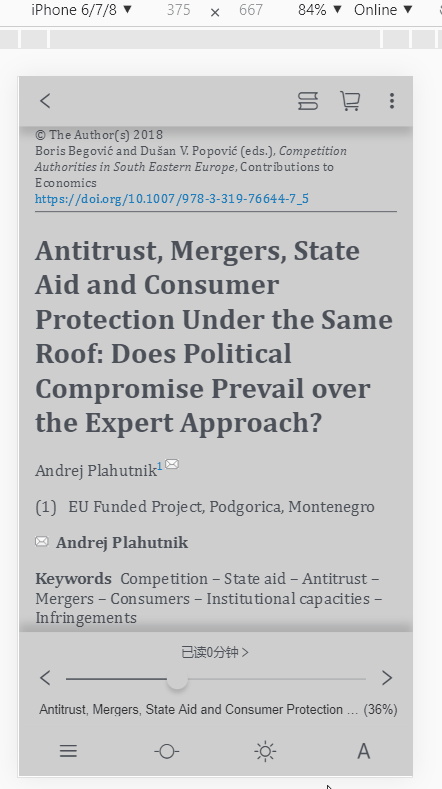 iPhone 6/7/8 ▼ 375 × 667 84% ▼ Online ▼
© The Author(s) 2018
Boris Begović and Dušan V. Popović (eds.), Competition
Authorities in South Eastern Europe, Contributions to
Economics
https://doi.org/10.1007/978-3-319-76644-7_5
Antitrust, Mergers, State
Aid and Consumer
Protection Under the Same
Roof: Does Political
Compromise Prevail over
the Expert Approach?
Andrej Plahutnik1
(1) EU Funded Project, Podgorica, Montenegro
Andrej Plahutnik
Keywords Competition – State aid – Antitrust –
Mergers – Consumers – Institutional capacities –
Infringements
已读0分钟 >
Antitrust, Mergers, State Aid and Consumer Protection ... (36%)
A